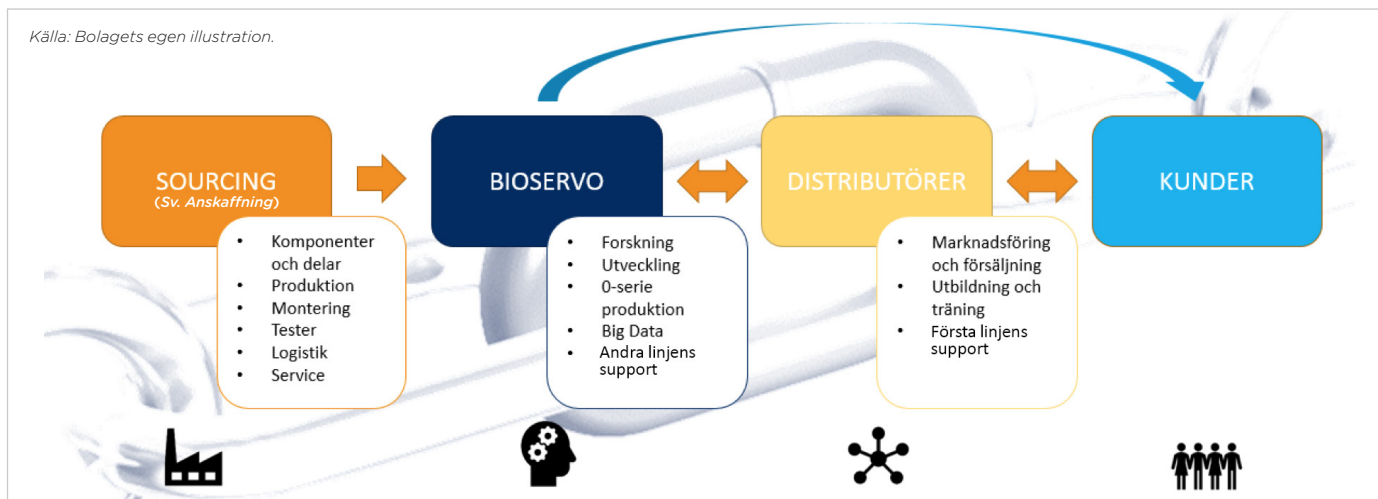 Källa: Bolagets egen illustration.
SOURCING
(Sv. Anskaffning)
• Komponenter
och delar
• Produktion
• Montering
• Tester
• Logistik
• Service
BIOSERVO
• Forskning
• Utveckling
• 0-serie
produktion
• Big Data
• Andra linjens
support
DISTRIBUTÖRER
• Marknadsföring
och försäljning
• Utbildning och
träning
• Första linjens
support
KUNDER